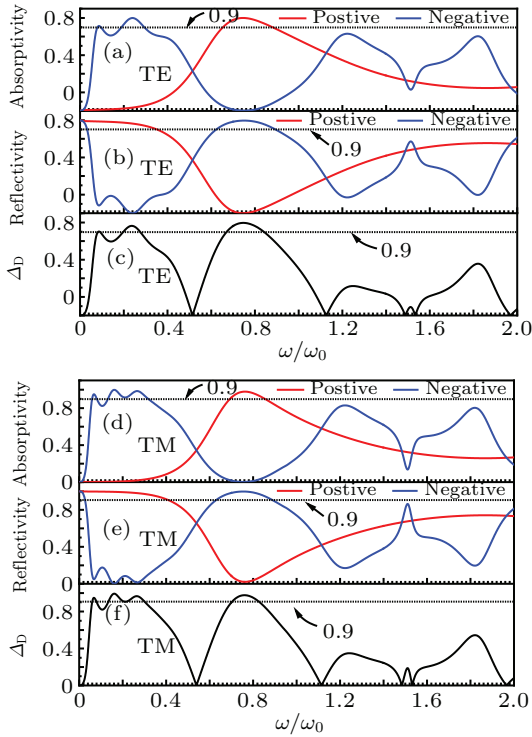 Postive Negative
0.9
0.8
0.4
0
Absorptivity
(a)
TE
Postive Negative
0.9
0.8
0.4
0
Reflectivity
(b)
TE
0.9
0.8
0.4
0
Δ_D
(c)
TE
0 0.4 0.8 1.2 1.6 2.0
ω/ω0
0.9
Postive Negative
0.8
0.4
0
Absorptivity
(d)
TM
Postive Negative
0.9
0.8
0.4
0
Reflectivity
(e)
TM
0.9
0.8
0.4
0
Δ_D
(f)
TM
0 0.4 0.8 1.2 1.6 2.0
ω/ω0